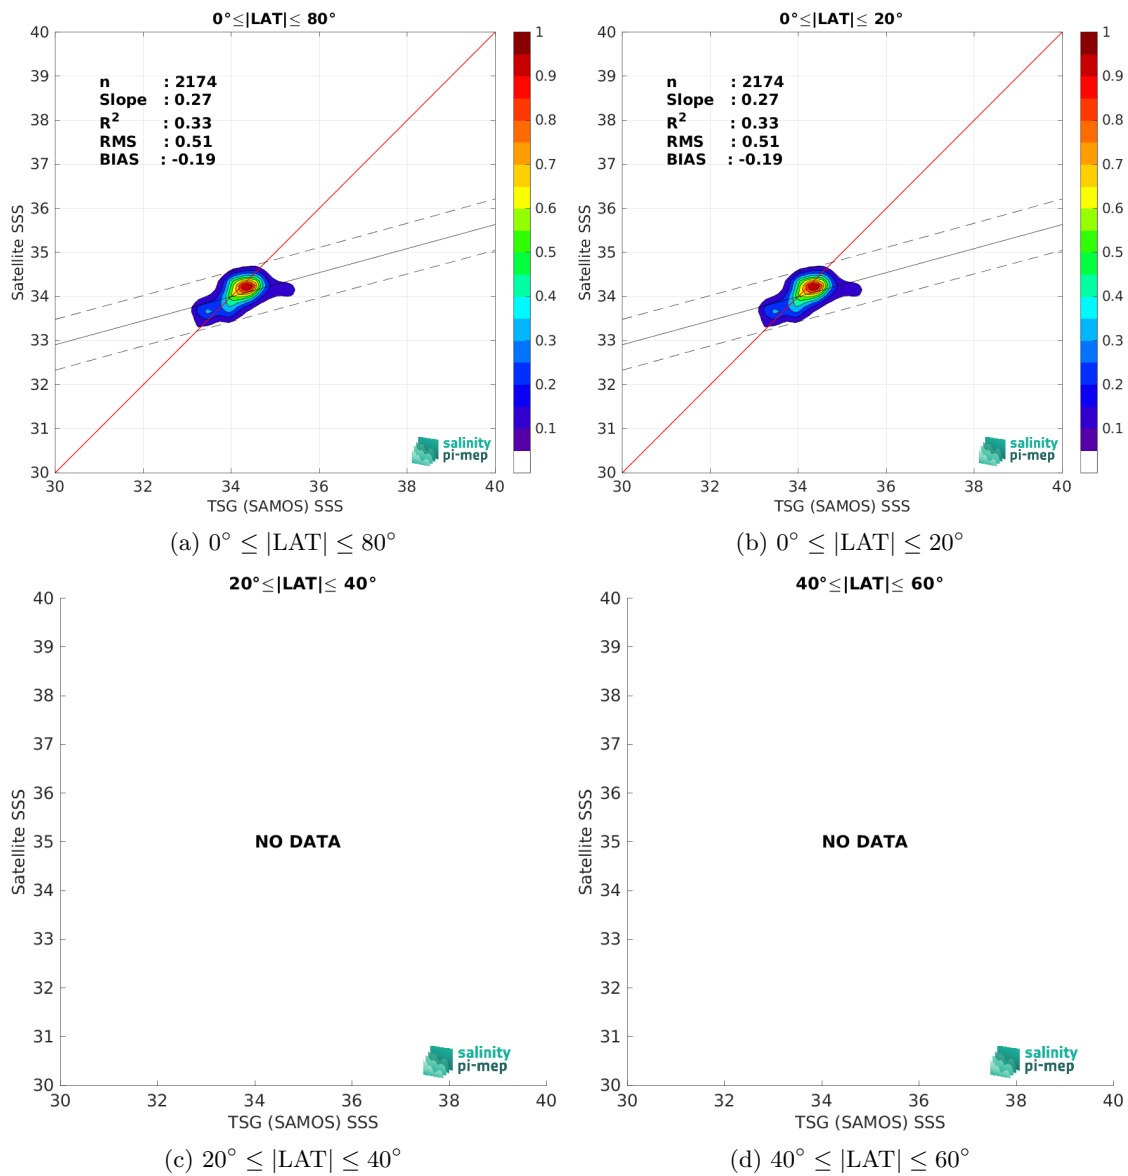 0°≤|LAT|≤ 80°
40
39
38
37
36
35
34
33
32
31
30
Satellite SSS
n : 2174
Slope : 0.27
R² : 0.33
RMS : 0.51
BIAS : -0.19
1
0.9
0.8
0.7
0.6
0.5
0.4
0.3
0.2
0.1
salinity
pi-mep
30 32 34 36 38 40
TSG (SAMOS) SSS
(a) 0° ≤ |LAT| ≤ 80°
0°≤|LAT|≤ 20°
40
39
38
37
36
35
34
33
32
31
30
Satellite SSS
n : 2174
Slope : 0.27
R² : 0.33
RMS : 0.51
BIAS : -0.19
1
0.9
0.8
0.7
0.6
0.5
0.4
0.3
0.2
0.1
salinity
pi-mep
30 32 34 36 38 40
TSG (SAMOS) SSS
(b) 0° ≤ |LAT| ≤ 20°
20°≤|LAT|≤ 40°
40
39
38
37
36
35
34
33
32
31
30
Satellite SSS
NO DATA
salinity
pi-mep
30 32 34 36 38 40
TSG (SAMOS) SSS
(c) 20° ≤ |LAT| ≤ 40°
40°≤|LAT|≤ 60°
40
39
38
37
36
35
34
33
32
31
30
Satellite SSS
NO DATA
salinity
pi-mep
30 32 34 36 38 40
TSG (SAMOS) SSS
(d) 40° ≤ |LAT| ≤ 60°